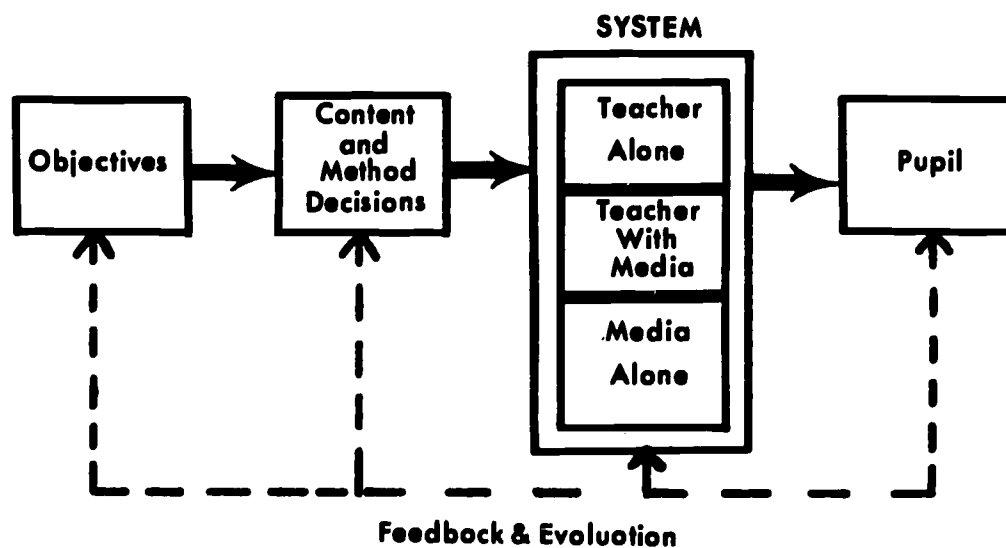 SYSTEM
Objectives
Content
and
Method
Decisions
Teacher
Alone
Teacher
With
Media
Media
Alone
Pupil
Feedback & Evaluation